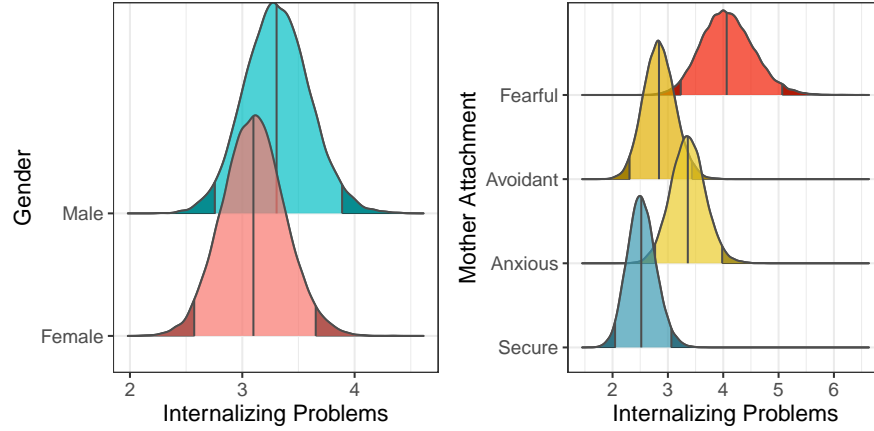 Gender
Male
Female
2
3
4
Internalizing Problems
Mother Attachment
Fearful
Avoidant
Anxious
Secure
2
3
4
5
6
Internalizing Problems